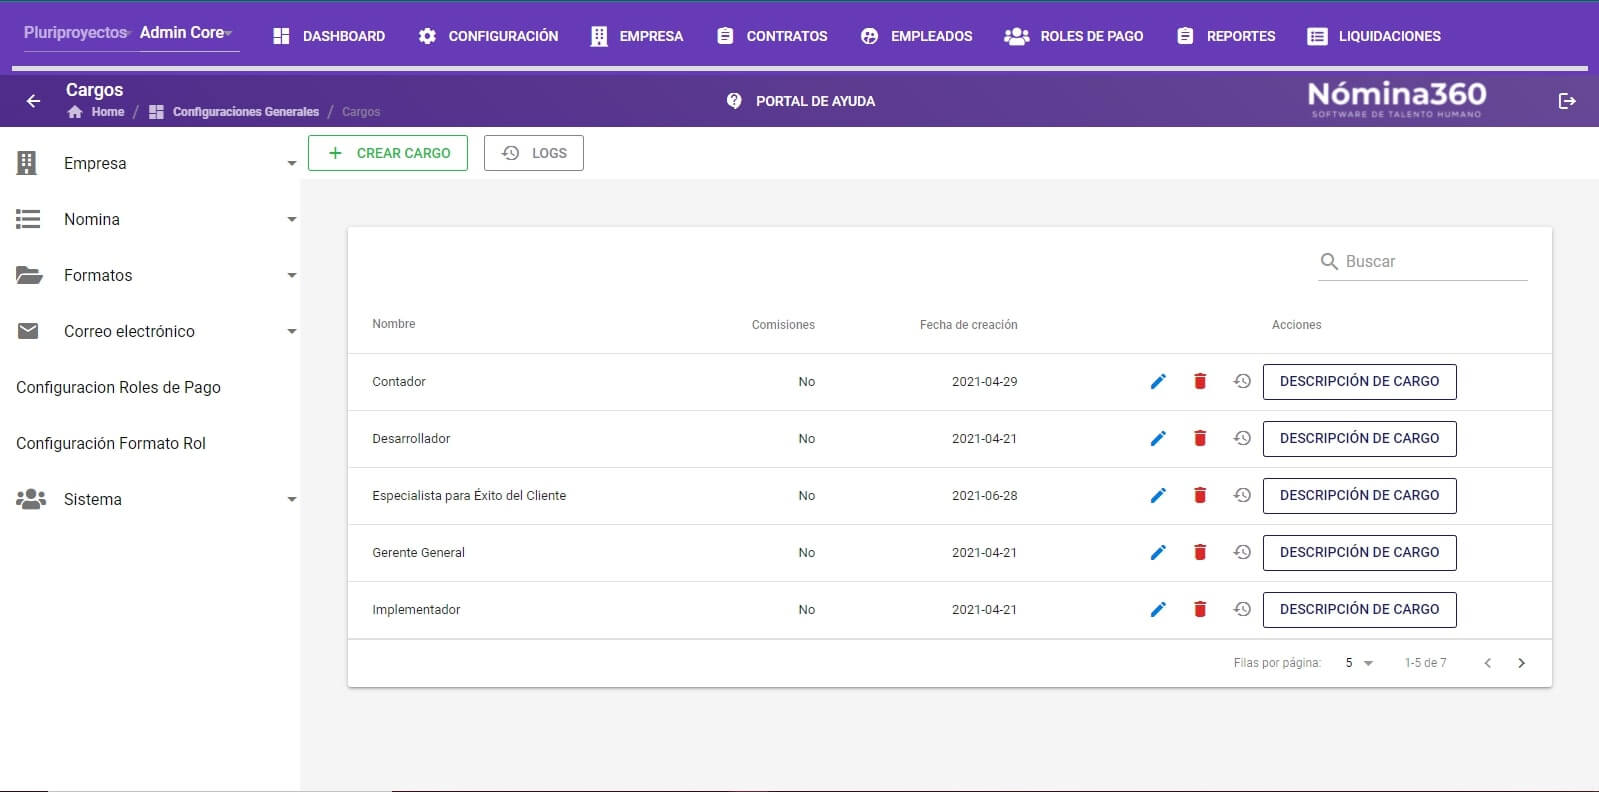 Pluriproyectos Admin Core DASHBOARD CONFIGURACIÓN EMPRESA CONTRATOS EMPLEADOS ROLES DE PAGO REPORTES LIQUIDACIONES
Cargos
Home / Configuraciones Generales / Cargos
PORTAL DE AYUDA
Nómina360
SOFTWARE DE TALENTO HUMANO
Empresa
Nomina
Formatos
Correo electrónico
Configuracion Roles de Pago
Configuración Formato Rol
Sistema
+ CREAR CARGO LOGS
Buscar
Nombre Comisiones Fecha de creación Acciones
Contador No 2021-04-29 DESCRIPCIÓN DE CARGO
Desarrollador No 2021-04-21 DESCRIPCIÓN DE CARGO
Especialista para Éxito del Cliente No 2021-06-28 DESCRIPCIÓN DE CARGO
Gerente General No 2021-04-21 DESCRIPCIÓN DE CARGO
Implementador No 2021-04-21 DESCRIPCIÓN DE CARGO
Filas por página: 5 1-5 de 7